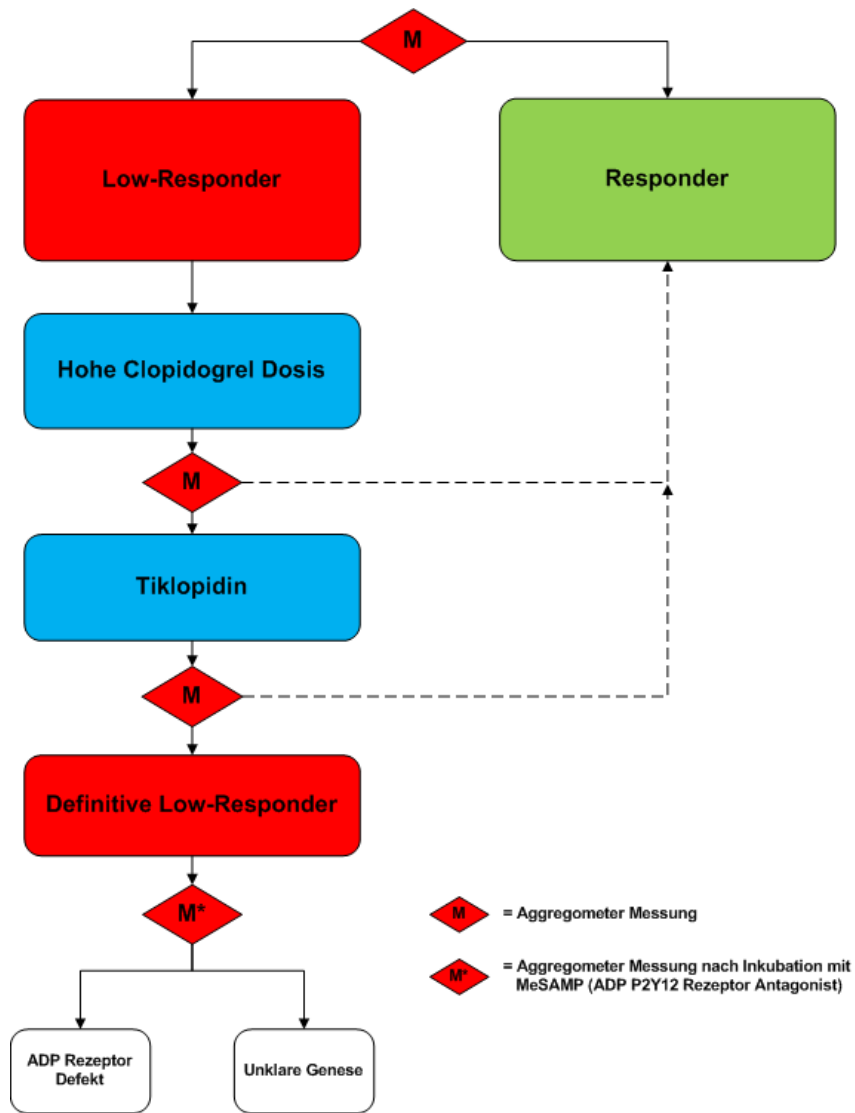 M
Low-Responder
Responder
Hohe Clopidogrel Dosis
M
Tiklopidin
M
Definitive Low-Responder
M*
M = Aggregometer Messung
M* = Aggregometer Messung nach Inkubation mit
MeSAMP (ADP P2Y12 Rezeptor Antagonist)
ADP Rezeptor
Defekt
Unklare Genese